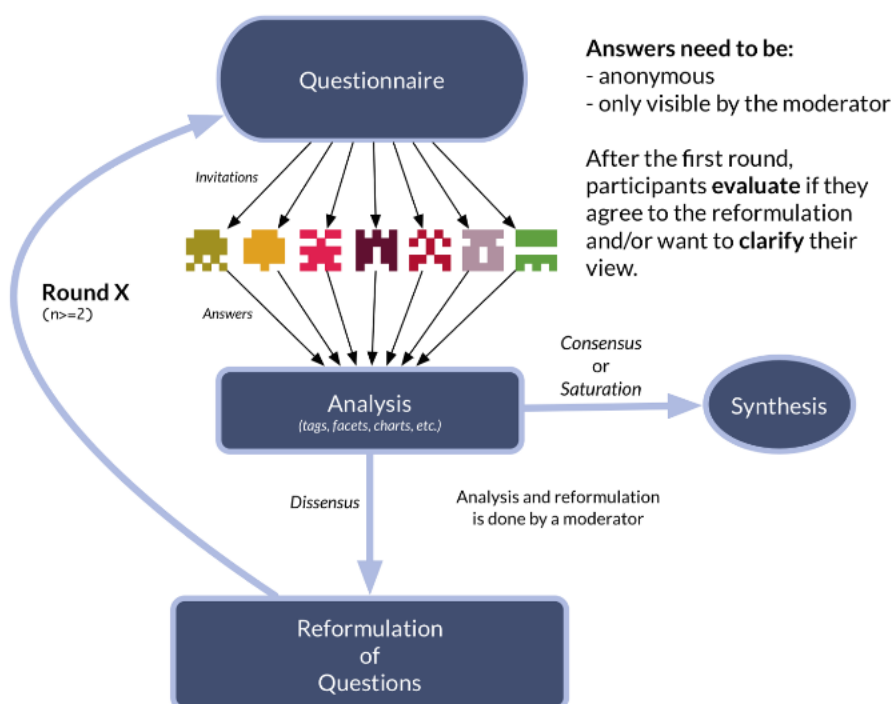 Questionnaire
Answers need to be:
- anonymous
- only visible by the moderator
After the first round,
participants evaluate if they
agree to the reformulation
and/or want to clarify their
view.
Invitations
Round X
(n>=2)
Answers
Consensus
or
Saturation
Analysis
(tags, facets, charts, etc.)
Synthesis
Dissensus
Analysis and reformulation
is done by a moderator
Reformulation
of
Questions